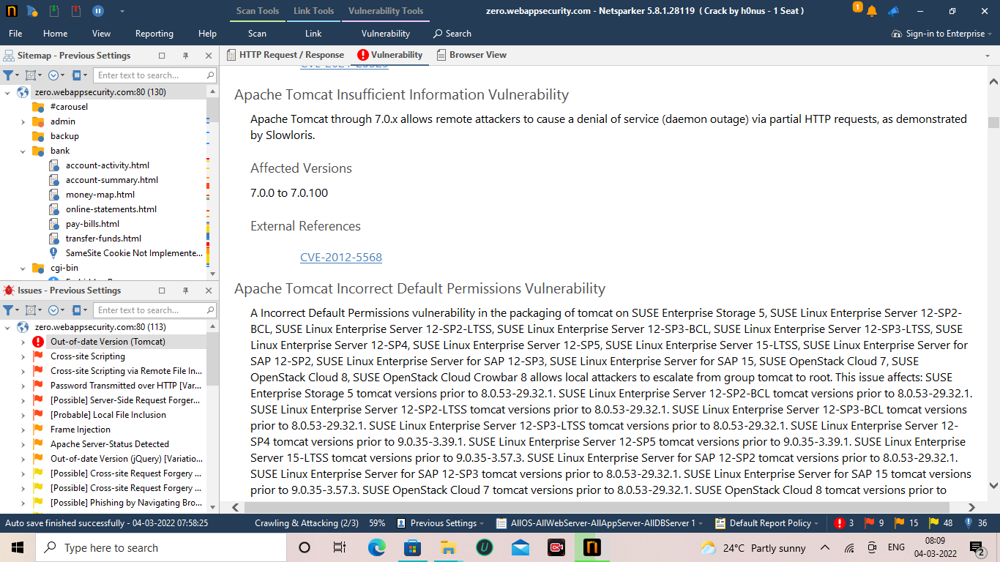 Scan Tools
Link Tools
Vulnerability Tools
zero.webappsecurity.com - Netsparker 5.8.1.28119 ( Crack by h0nus - 1 Seat )
1
File
Home
View
Reporting
Help
Scan
Link
Vulnerability
Search
Sign-in to Enterprise
Sitemap - Previous Settings
Enter text to search...
zero.webappsecurity.com:80 (130)
#carousel
admin
backup
bank
account-activity.html
account-summary.html
money-map.html
online-statements.html
pay-bills.html
transfer-funds.html
SameSite Cookie Not Implemente...
cgi-bin
Issues - Previous Settings
Enter text to search...
zero.webappsecurity.com:80 (113)
Out-of-date Version (Tomcat)
Cross-site Scripting
Cross-site Scripting via Remote File In...
Password Transmitted over HTTP [Var...
[Possible] Server-Side Request Forger...
[Probable] Local File Inclusion
Frame Injection
Apache Server-Status Detected
Out-of-date Version (jQuery) [Variatio...
[Possible] Cross-site Request Forgery ...
[Possible] Cross-site Request Forgery ...
[Possible] Phishing by Navigating Bro...
HTTP Request / Response
Vulnerability
Browser View
Apache Tomcat Insufficient Information Vulnerability
Apache Tomcat through 7.0.x allows remote attackers to cause a denial of service (daemon outage) via partial HTTP requests, as demonstrated
by Slowloris.
Affected Versions
7.0.0 to 7.0.100
External References
CVE-2012-5568
Apache Tomcat Incorrect Default Permissions Vulnerability
A Incorrect Default Permissions vulnerability in the packaging of tomcat on SUSE Enterprise Storage 5, SUSE Linux Enterprise Server 12-SP2-
BCL, SUSE Linux Enterprise Server 12-SP2-LTSS, SUSE Linux Enterprise Server 12-SP3-BCL, SUSE Linux Enterprise Server 12-SP3-LTSS, SUSE
Linux Enterprise Server 12-SP4, SUSE Linux Enterprise Server 12-SP5, SUSE Linux Enterprise Server 15-LTSS, SUSE Linux Enterprise Server for
SAP 12-SP2, SUSE Linux Enterprise Server for SAP 12-SP3, SUSE Linux Enterprise Server for SAP 15, SUSE OpenStack Cloud 7, SUSE
OpenStack Cloud 8, SUSE OpenStack Cloud Crowbar 8 allows local attackers to escalate from group tomcat to root. This issue affects: SUSE
Enterprise Storage 5 tomcat versions prior to 8.0.53-29.32.1. SUSE Linux Enterprise Server 12-SP2-BCL tomcat versions prior to 8.0.53-29.32.1.
SUSE Linux Enterprise Server 12-SP2-LTSS tomcat versions prior to 8.0.53-29.32.1. SUSE Linux Enterprise Server 12-SP3-BCL tomcat versions
prior to 8.0.53-29.32.1. SUSE Linux Enterprise Server 12-SP3-LTSS tomcat versions prior to 8.0.53-29.32.1. SUSE Linux Enterprise Server 12-
SP4 tomcat versions prior to 9.0.35-3.39.1. SUSE Linux Enterprise Server 12-SP5 tomcat versions prior to 9.0.35-3.39.1. SUSE Linux Enterprise
Server 15-LTSS tomcat versions prior to 9.0.35-3.57.3. SUSE Linux Enterprise Server for SAP 12-SP2 tomcat versions prior to 8.0.53-29.32.1.
SUSE Linux Enterprise Server for SAP 12-SP3 tomcat versions prior to 8.0.53-29.32.1. SUSE Linux Enterprise Server for SAP 15 tomcat versions
prior to 9.0.35-3.57.3. SUSE OpenStack Cloud 7 tomcat versions prior to 8.0.53-29.32.1. SUSE OpenStack Cloud 8 tomcat versions prior to
Auto save finished successfully - 04-03-2022 07:58:25
Crawling & Attacking (2/3) 59%
Previous Settings
AllOS-AllWebServer-AllAppServer-AllDBServer 1
Default Report Policy
3
9
15
48
36
Type here to search
24°C Partly sunny
ENG
08:09
04-03-2022
2